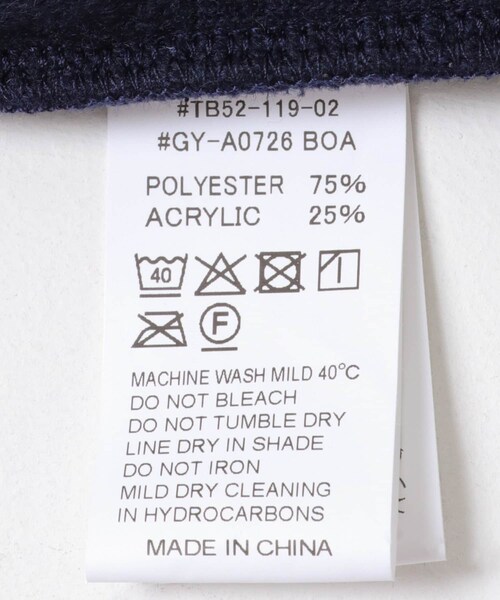 #TB52-119-02
#GY-A0726 BOA
POLYESTER 75%
ACRYLIC 25%
40
F
MACHINE WASH MILD 40°C
DO NOT BLEACH
DO NOT TUMBLE DRY
LINE DRY IN SHADE
DO NOT IRON
MILD DRY CLEANING
IN HYDROCARBONS
MADE IN CHINA